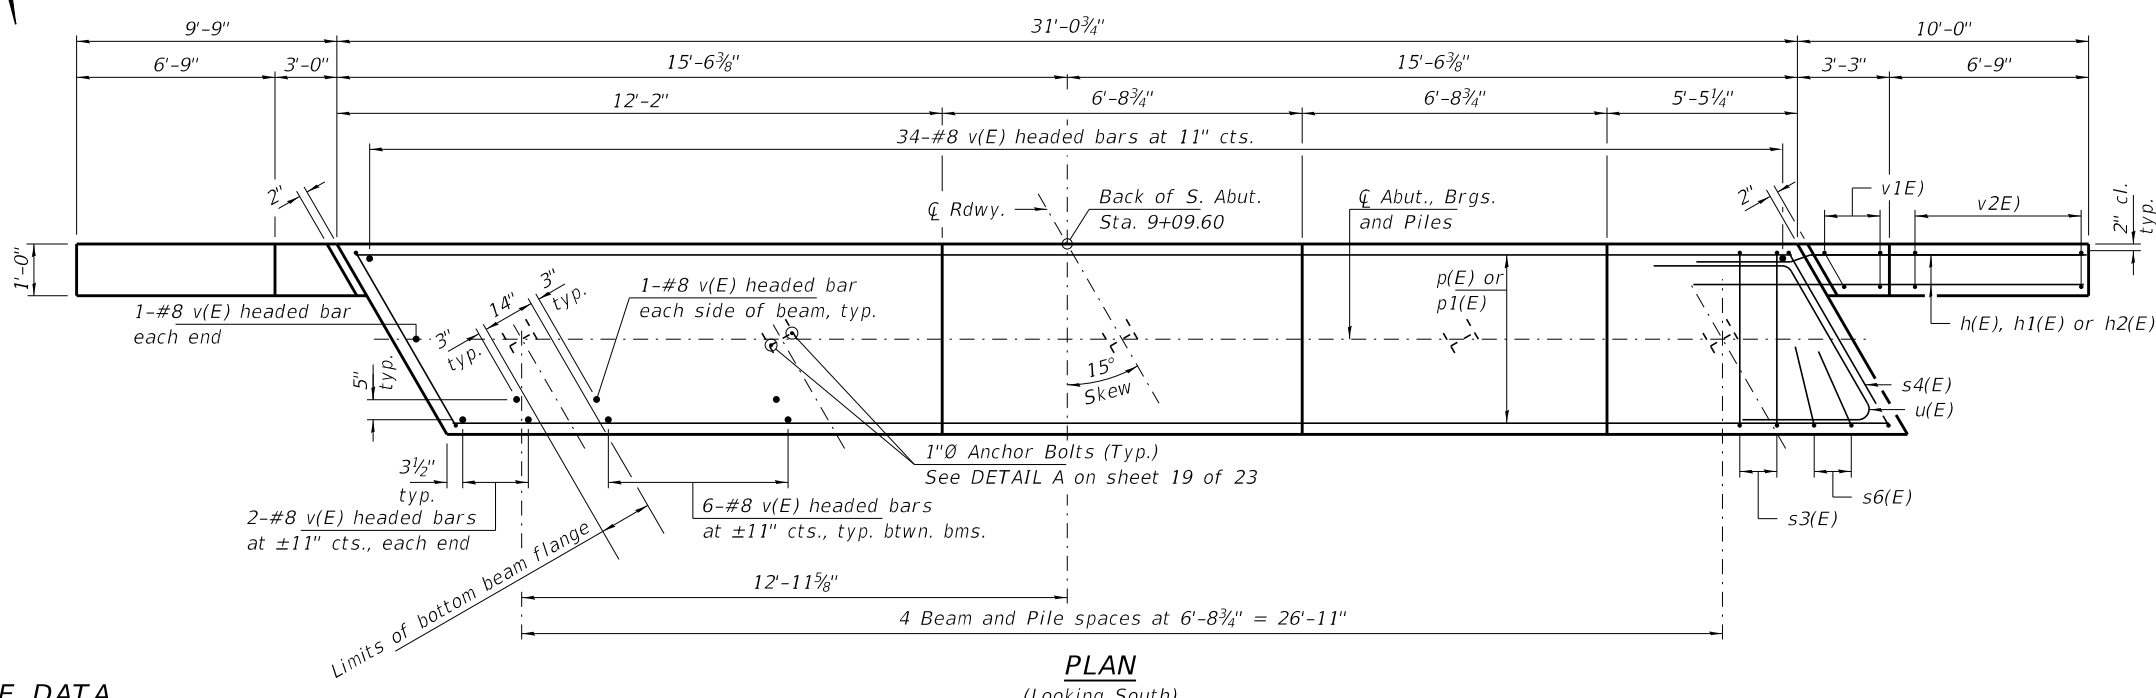 9'-9"
31'-0¾"
10'-0"
6'-9"
3'-0"
15'-6⅜"
15'-6⅜"
3'-3"
6'-9"
12'-2"
6'-8¾"
6'-8¾"
5'-5¼"
34-#8 v(E) headed bars at 11" cts.
2"
℄ Rdwy.
Back of S. Abut.
Sta. 9+09.60
℄ Abut., Brgs.
and Piles
2"
v1E)
v2E)
2" cl.
typ.
1'-0"
1-#8 v(E) headed bar
each end
3"
typ.
14"
3"
typ.
1-#8 v(E) headed bar
each side of beam, typ.
p(E) or
p1(E)
h(E), h1(E) or h2(E)
5"
typ.
15°
Skew
s4(E)
u(E)
3½"
typ.
1"Ø Anchor Bolts (Typ.)
See DETAIL A on sheet 19 of 23
2-#8 v(E) headed bars
at ±11" cts., each end
6-#8 v(E) headed bars
at ±11" cts., typ. btwn. bms.
s6(E)
s3(E)
Limits of bottom beam flange
12'-11⅝"
4 Beam and Pile spaces at 6'-8¾" = 26'-11"
PLAN
(Looking South)
E DATA